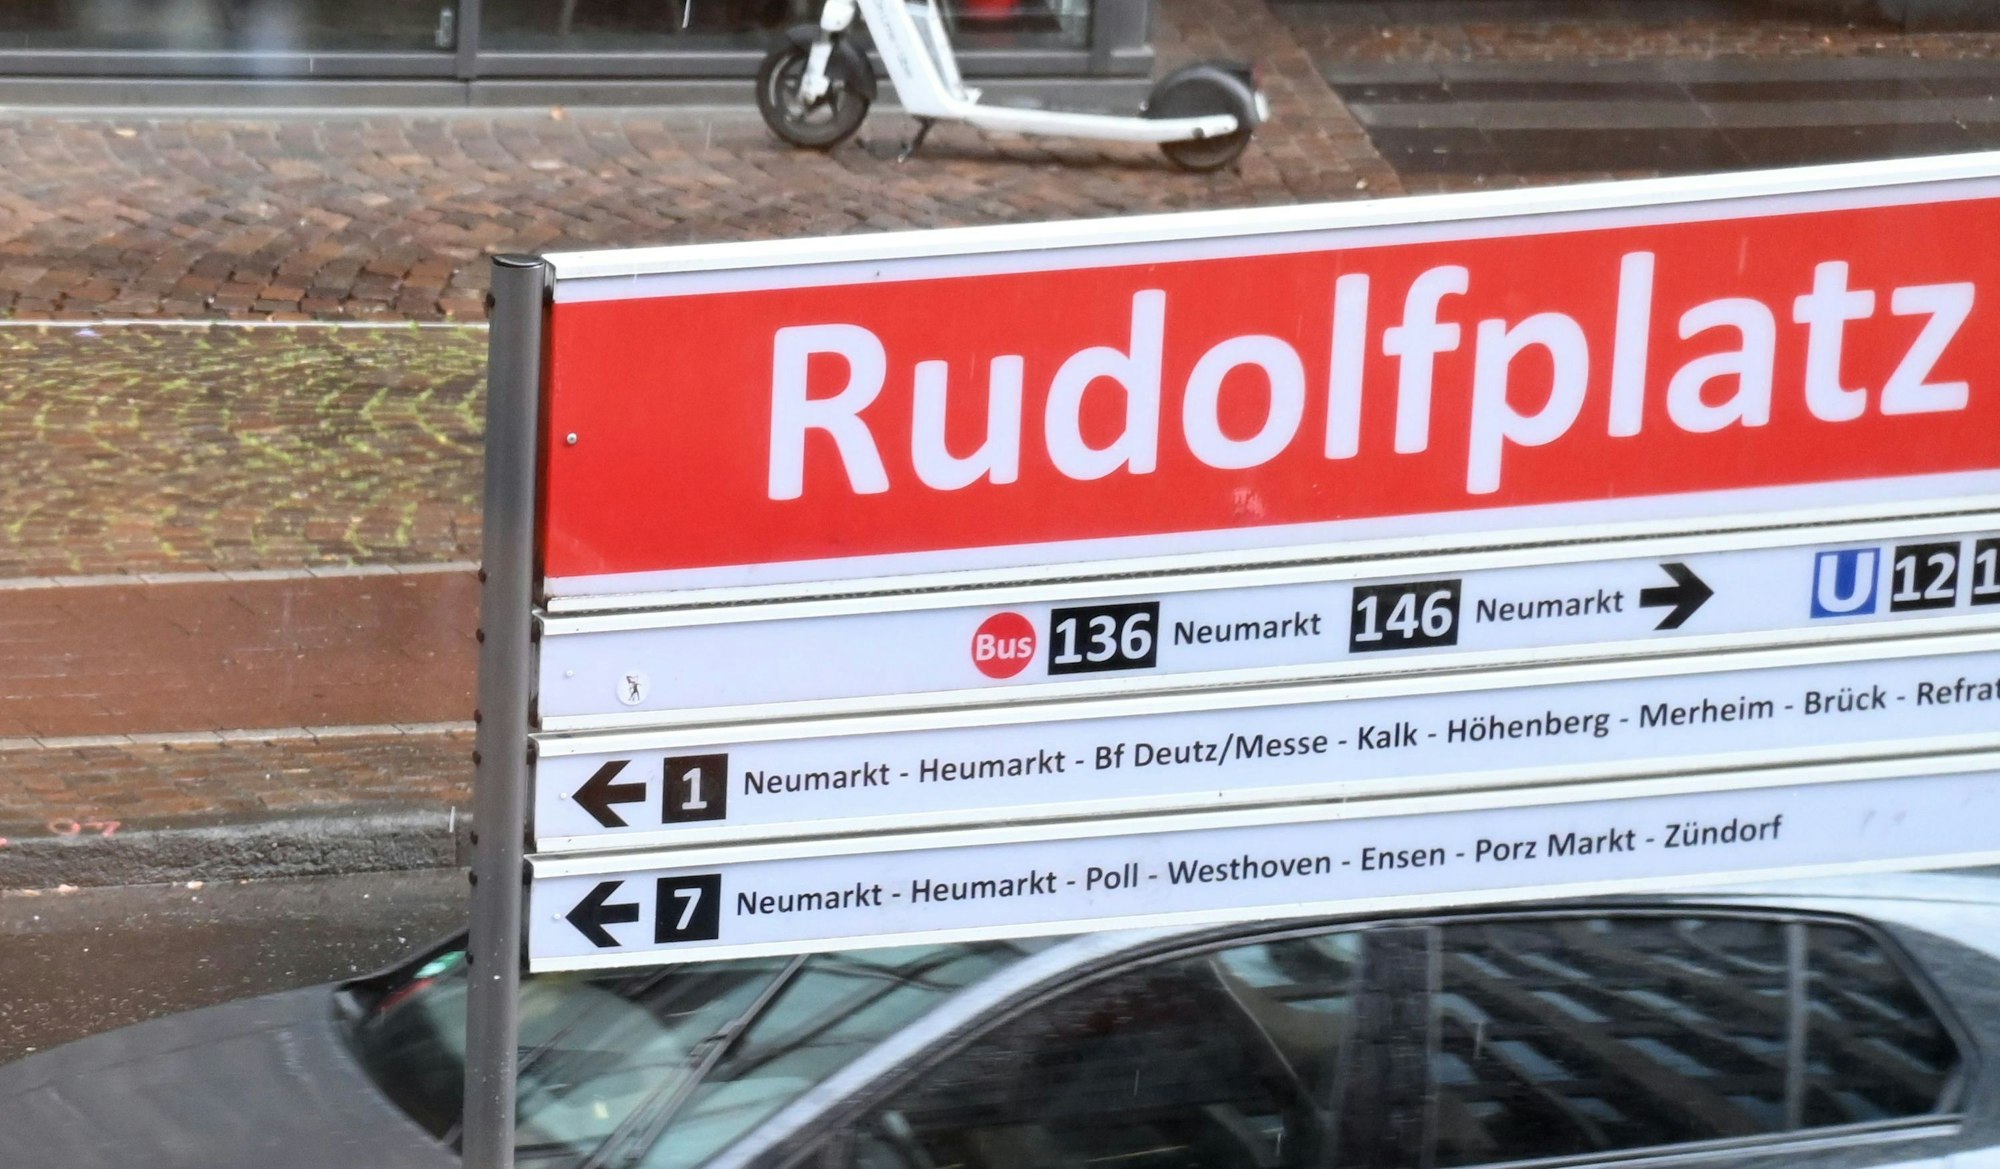 Rudolfplatz
Bus 136 Neumarkt 146 Neumarkt → U 12
← 1 Neumarkt - Heumarkt - Bf Deutz/Messe - Kalk - Höhenberg - Merheim - Brück - Refrat
← 7 Neumarkt - Heumarkt - Poll - Westhoven - Ensen - Porz Markt - Zündorf